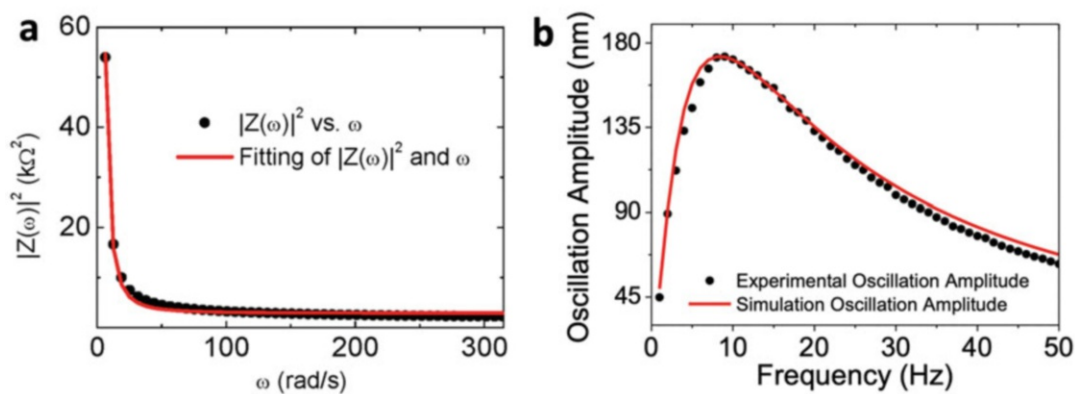 a
60
40
20
|Z(ω)|² (kΩ²)
|Z(ω)|² vs. ω
Fitting of |Z(ω)|² and ω
0 100 200 300
ω (rad/s)
b
180
135
90
45
Oscillation Amplitude (nm)
Experimental Oscillation Amplitude
Simulation Oscillation Amplitude
0 10 20 30 40 50
Frequency (Hz)